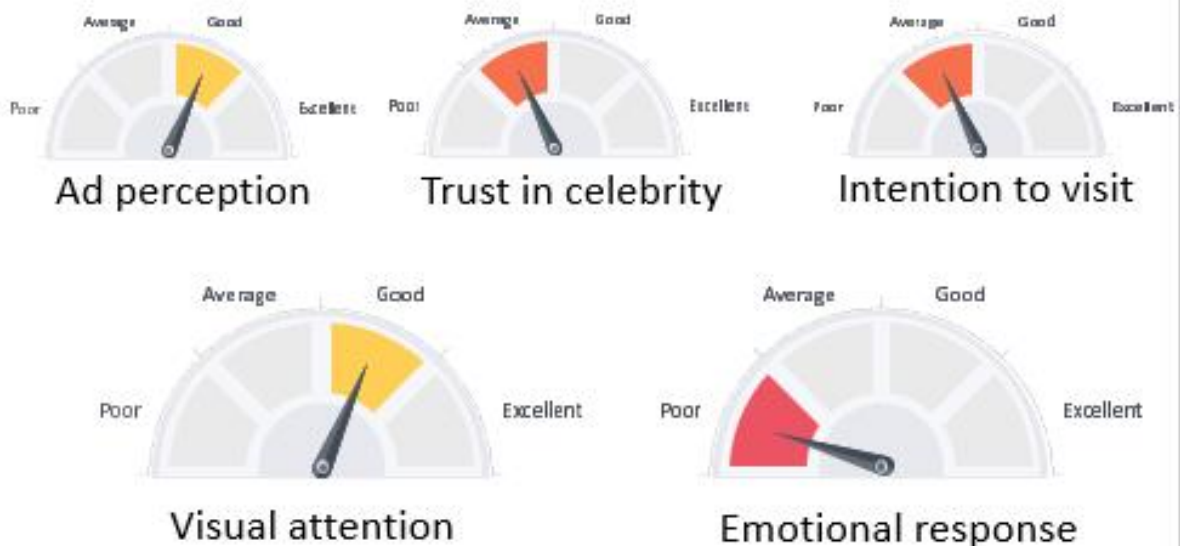 Average Good
Average Good
Average Good
Poor Excellent
Poor Excellent
Poor Excellent
Ad perception
Trust in celebrity
Intention to visit
Average Good
Average Good
Poor Excellent
Poor Excellent
Visual attention
Emotional response